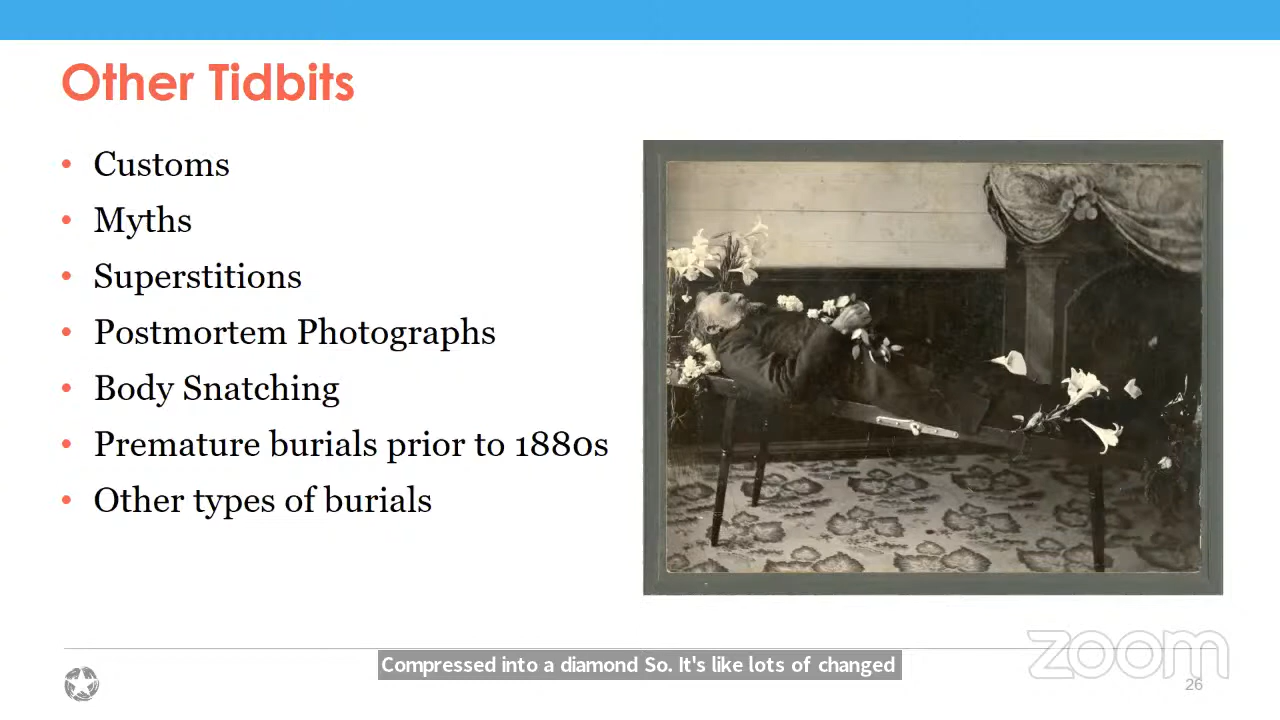 Other Tidbits
• Customs
• Myths
• Superstitions
• Postmortem Photographs
• Body Snatching
• Premature burials prior to 1880s
• Other types of burials
zoom
Compressed into a diamond So. It's like lots of changed
26